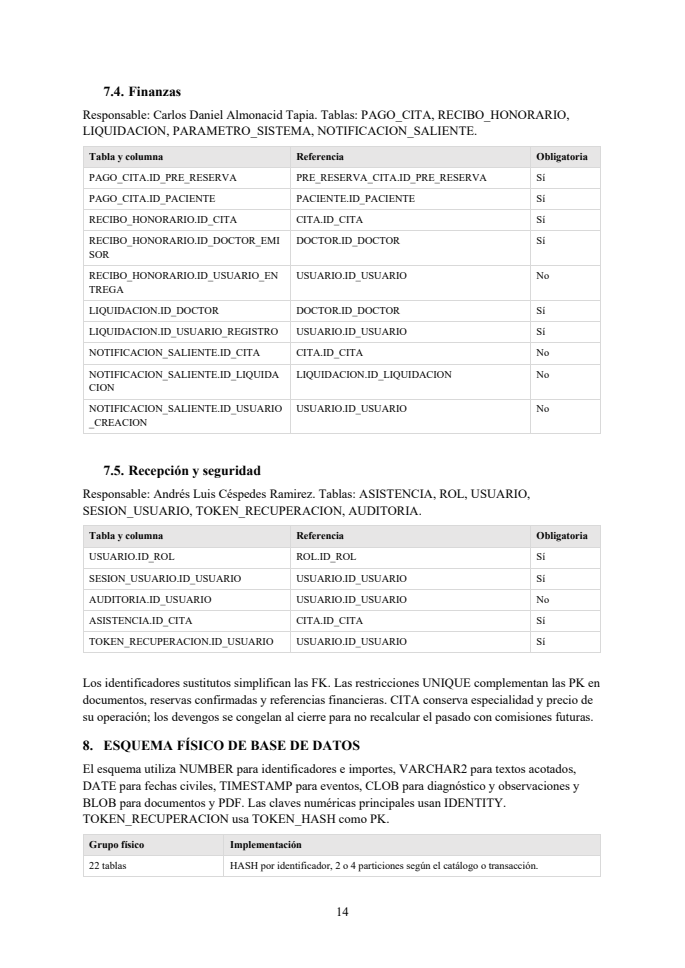 7.4. Finanzas
Responsable: Carlos Daniel Almonacid Tapia. Tablas: PAGO_CITA, RECIBO_HONORARIO,
LIQUIDACION, PARAMETRO_SISTEMA, NOTIFICACION_SALIENTE.
Tabla y columna Referencia Obligatoria
PAGO_CITA.ID_PRE_RESERVA PRE_RESERVA_CITA.ID_PRE_RESERVA Sí
PAGO_CITA.ID_PACIENTE PACIENTE.ID_PACIENTE Sí
RECIBO_HONORARIO.ID_CITA CITA.ID_CITA Sí
RECIBO_HONORARIO.ID_DOCTOR_EMI DOCTOR.ID_DOCTOR Sí
SOR
RECIBO_HONORARIO.ID_USUARIO_EN USUARIO.ID_USUARIO No
TREGA
LIQUIDACION.ID_DOCTOR DOCTOR.ID_DOCTOR Sí
LIQUIDACION.ID_USUARIO_REGISTRO USUARIO.ID_USUARIO Sí
NOTIFICACION_SALIENTE.ID_CITA CITA.ID_CITA No
NOTIFICACION_SALIENTE.ID_LIQUIDA LIQUIDACION.ID_LIQUIDACION No
CION
NOTIFICACION_SALIENTE.ID_USUARIO USUARIO.ID_USUARIO No
_CREACION
7.5. Recepción y seguridad
Responsable: Andrés Luis Céspedes Ramirez. Tablas: ASISTENCIA, ROL, USUARIO,
SESION_USUARIO, TOKEN_RECUPERACION, AUDITORIA.
Tabla y columna Referencia Obligatoria
USUARIO.ID_ROL ROL.ID_ROL Sí
SESION_USUARIO.ID_USUARIO USUARIO.ID_USUARIO Sí
AUDITORIA.ID_USUARIO USUARIO.ID_USUARIO No
ASISTENCIA.ID_CITA CITA.ID_CITA Sí
TOKEN_RECUPERACION.ID_USUARIO USUARIO.ID_USUARIO Sí
Los identificadores sustitutos simplifican las FK. Las restricciones UNIQUE complementan las PK en
documentos, reservas confirmadas y referencias financieras. CITA conserva especialidad y precio de
su operación; los devengos se congelan al cierre para no recalcular el pasado con comisiones futuras.
8. ESQUEMA FÍSICO DE BASE DE DATOS
El esquema utiliza NUMBER para identificadores e importes, VARCHAR2 para textos acotados,
DATE para fechas civiles, TIMESTAMP para eventos, CLOB para diagnóstico y observaciones y
BLOB para documentos y PDF. Las claves numéricas principales usan IDENTITY.
TOKEN_RECUPERACION usa TOKEN_HASH como PK.
Grupo físico Implementación
22 tablas HASH por identificador, 2 o 4 particiones según el catálogo o transacción.
14